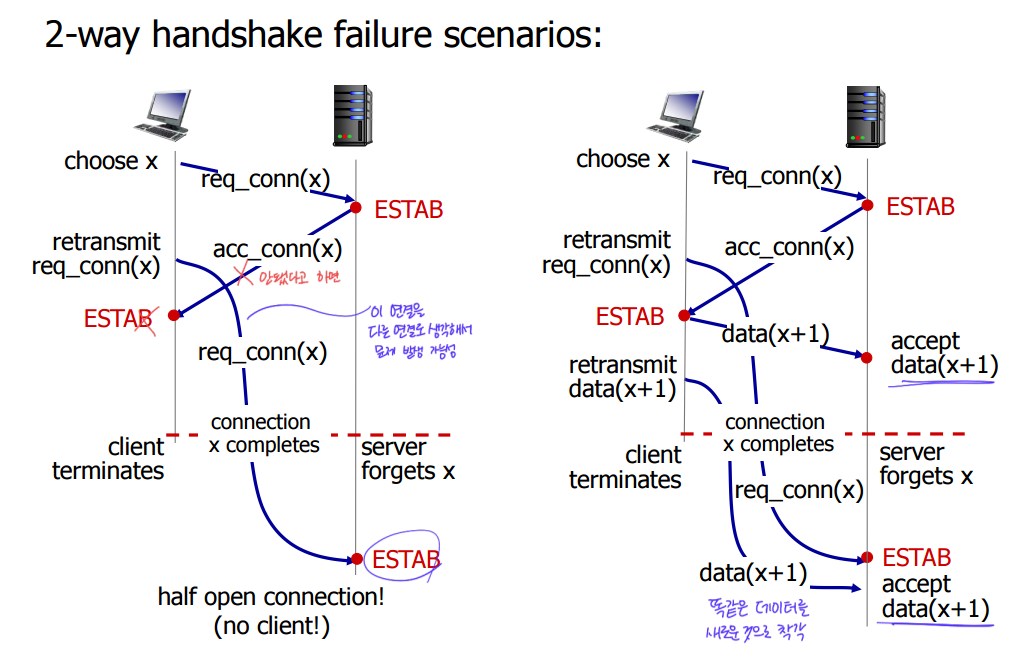 2-way handshake failure scenarios:
choose x
req_conn(x)
ESTAB
retransmit
req_conn(x)
acc_conn(x)
안됐다고 하면
ESTAB
이 연결을
다른 연결로 생각해서
문제 발생 가능성
req_conn(x)
connection
x completes
client
terminates
server
forgets x
ESTAB
half open connection!
(no client!)
choose x
req_conn(x)
ESTAB
retransmit
req_conn(x)
acc_conn(x)
ESTAB
data(x+1)
accept
data(x+1)
retransmit
data(x+1)
connection
x completes
client
terminates
server
forgets x
req_conn(x)
ESTAB
data(x+1)
accept
data(x+1)
똑같은 데이터를
새로운 것으로 착각